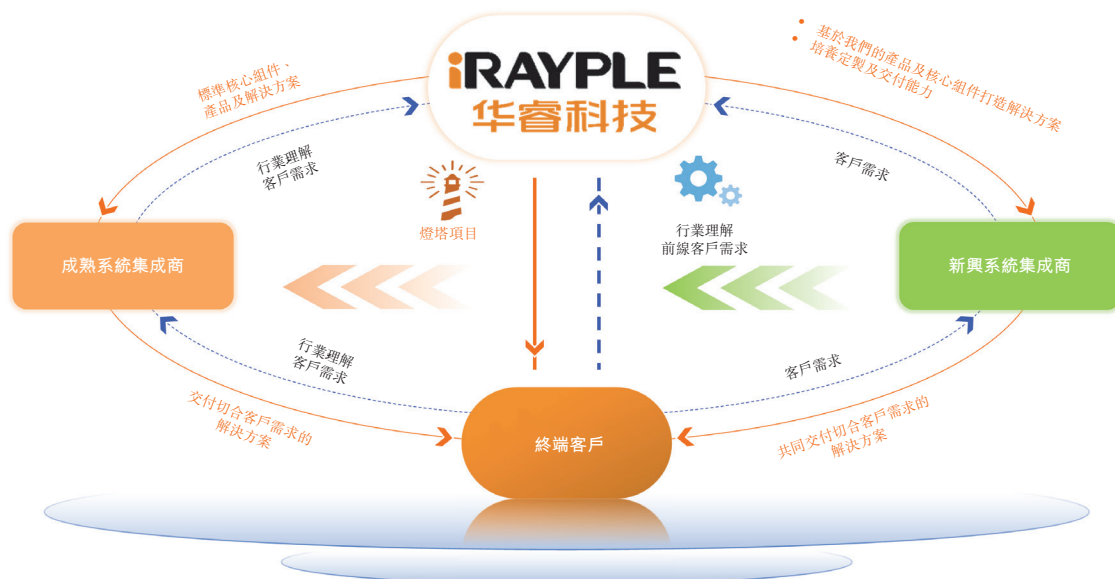 iRAYPLE
华睿科技
標準核心組件、
產品及解決方案
• 基於我們的產品及核心組件打造解決方案
• 培養定製及交付能力
行業理解
客戶需求
客戶需求
燈塔項目
行業理解
前線客戶需求
成熟系統集成商
新興系統集成商
行業理解
客戶需求
客戶需求
交付切合客戶需求的
解決方案
共同交付切合客戶需求的
解決方案
終端客戶